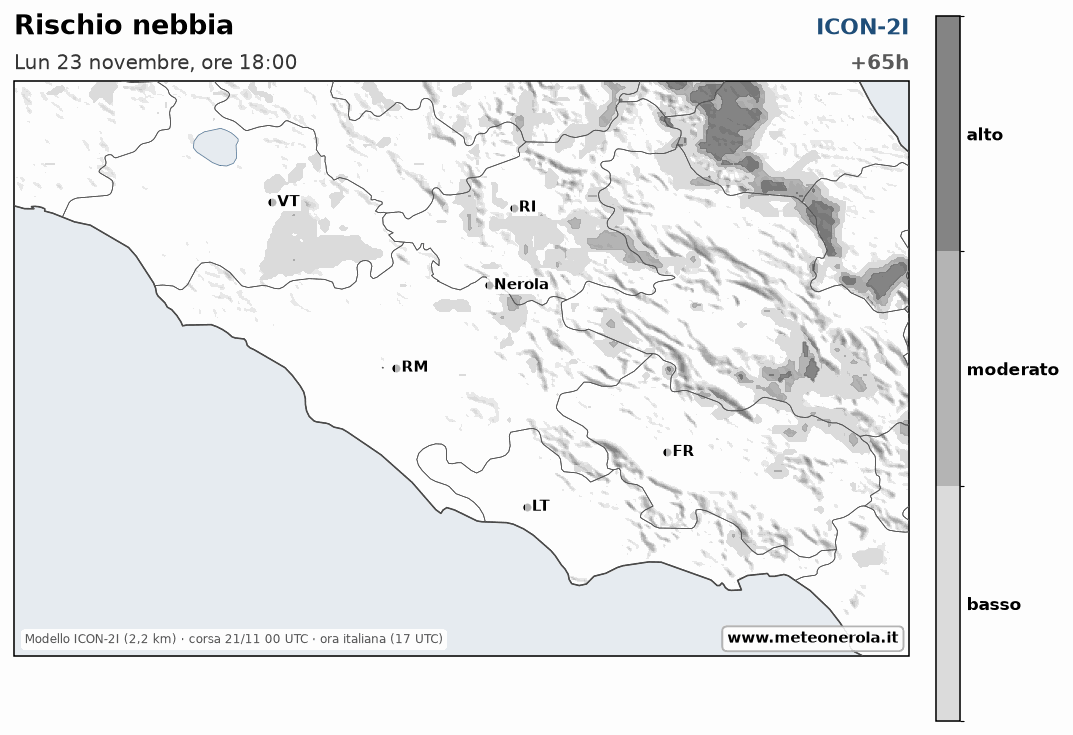 Rischio nebbia
ICON-2I
Lun 23 novembre, ore 18:00
+65h
alto
VT
RI
Nerola
RM
moderato
FR
LT
basso
Modello ICON-2I (2,2 km) · corsa 21/11 00 UTC · ora italiana (17 UTC)
www.meteonerola.it